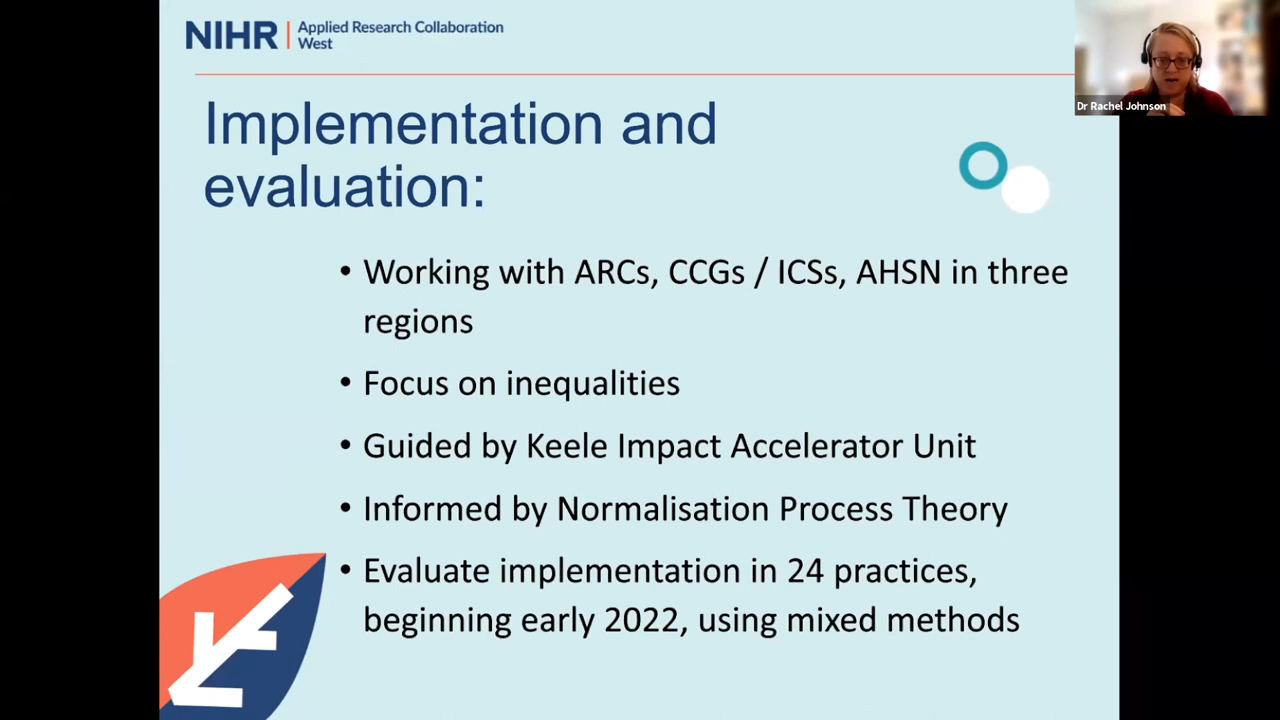 NIHR | Applied Research Collaboration
West
Dr Rachel Johnson
Implementation and
evaluation:
• Working with ARCs, CCGs / ICSs, AHSN in three
regions
• Focus on inequalities
• Guided by Keele Impact Accelerator Unit
• Informed by Normalisation Process Theory
• Evaluate implementation in 24 practices,
beginning early 2022, using mixed methods